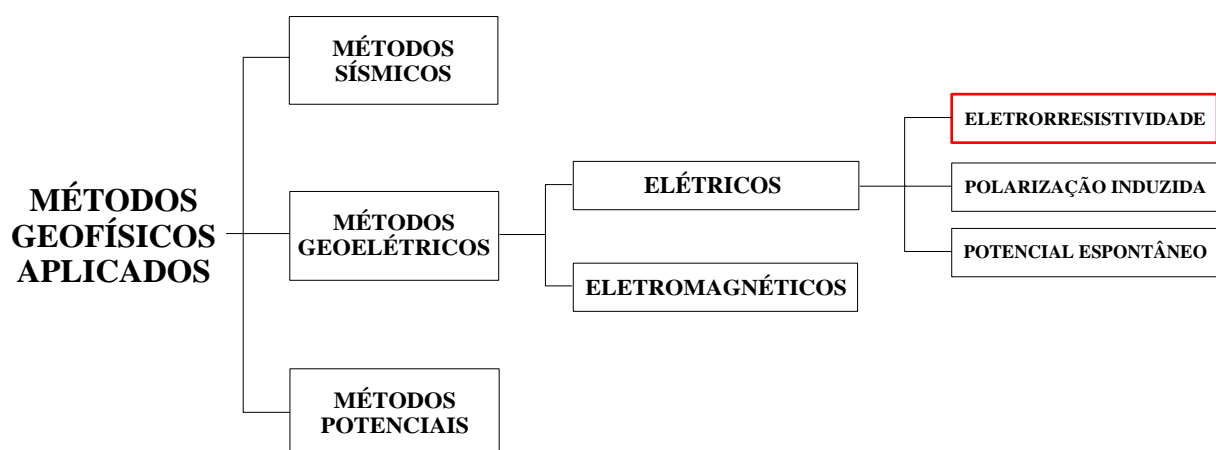 MÉTODOS
GEOFÍSICOS
APLICADOS
MÉTODOS
SÍSMICOS
MÉTODOS
GEOELÉTRICOS
MÉTODOS
POTENCIAIS
ELÉTRICOS
ELETROMAGNÉTICOS
ELETRORRESISTIVIDADE
POLARIZAÇÃO INDUZIDA
POTENCIAL ESPONTÂNEO